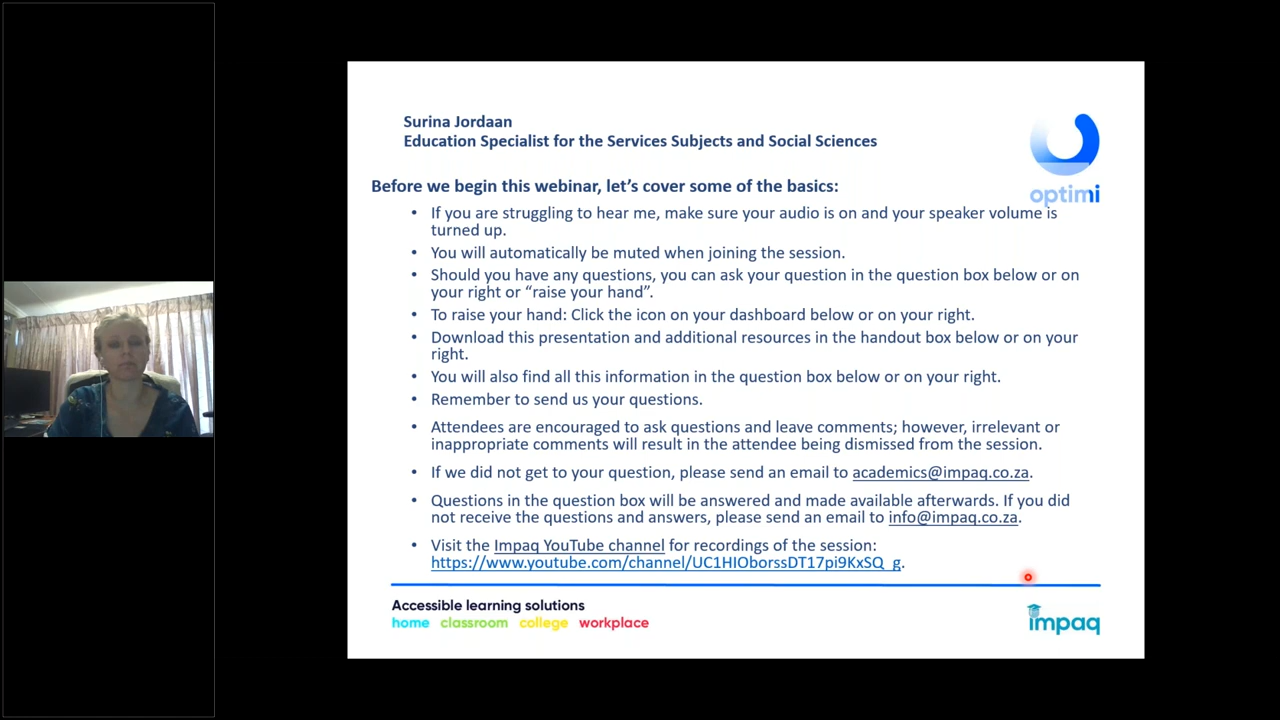 Surina Jordaan
Education Specialist for the Services Subjects and Social Sciences
optimi
Before we begin this webinar, let's cover some of the basics:
• If you are struggling to hear me, make sure your audio is on and your speaker volume is
turned up.
• You will automatically be muted when joining the session.
• Should you have any questions, you can ask your question in the question box below or on
your right or “raise your hand”.
• To raise your hand: Click the icon on your dashboard below or on your right.
• Download this presentation and additional resources in the handout box below or on your
right.
• You will also find all this information in the question box below or on your right.
• Remember to send us your questions.
• Attendees are encouraged to ask questions and leave comments; however, irrelevant or
inappropriate comments will result in the attendee being dismissed from the session.
• If we did not get to your question, please send an email to academics@impaq.co.za.
• Questions in the question box will be answered and made available afterwards. If you did
not receive the questions and answers, please send an email to info@impaq.co.za.
• Visit the Impaq YouTube channel for recordings of the session:
https://www.youtube.com/channel/UC1HIOborssDT17pi9KxSQ_g.
Accessible learning solutions
home classroom college workplace
impaq